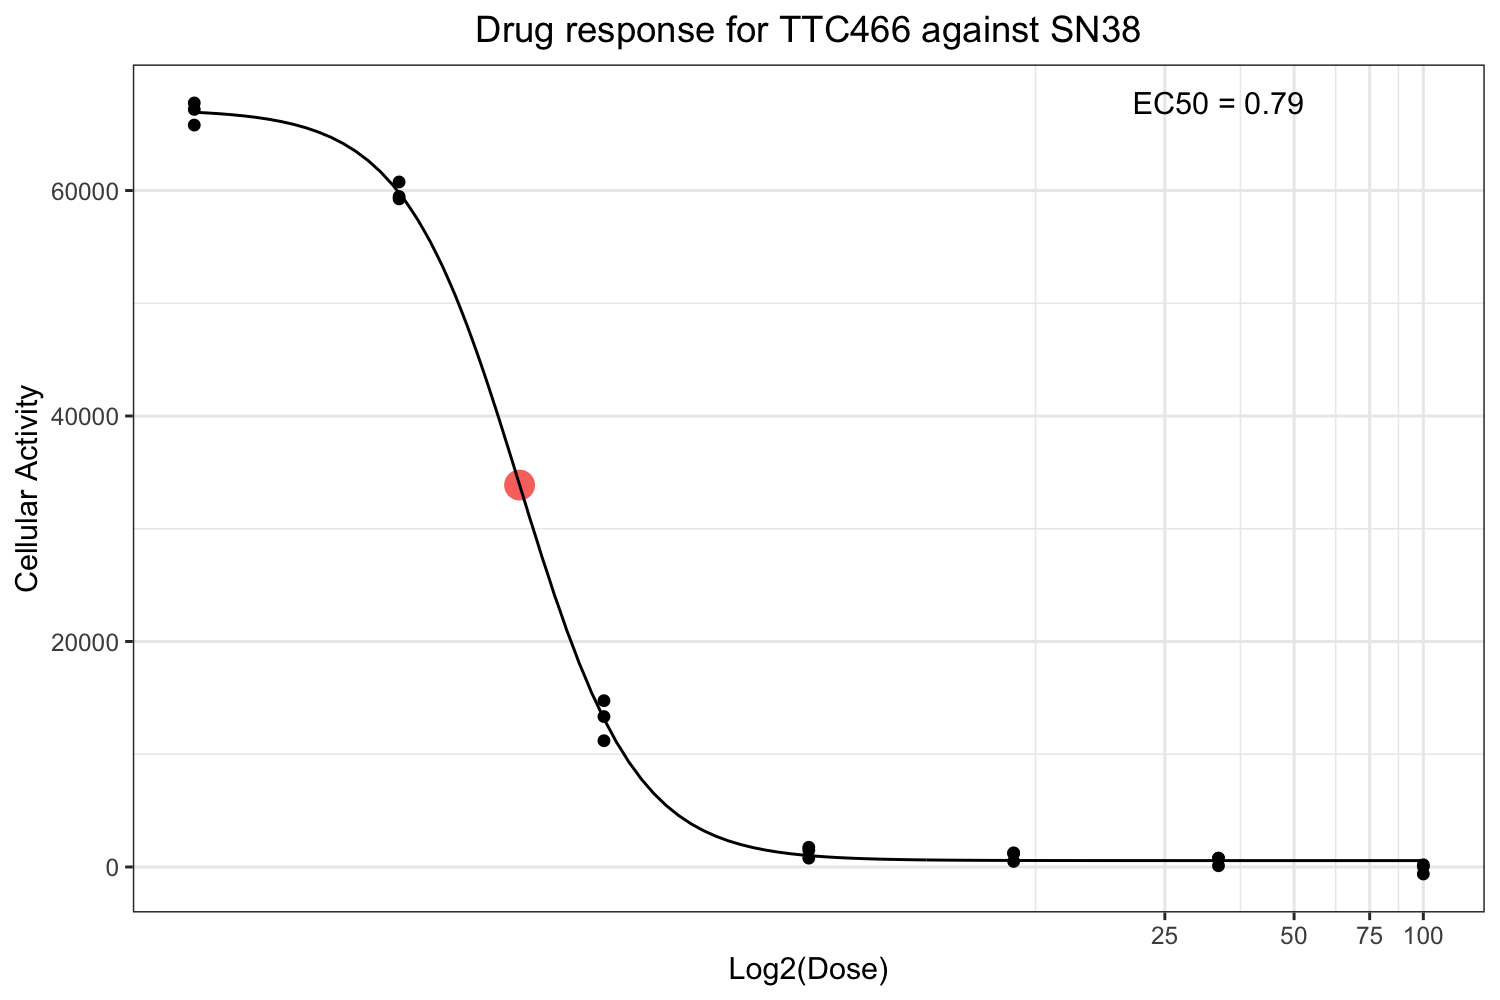 Drug response for TTC466 against SN38
EC50 = 0.79
Cellular Activity
60000
40000
20000
0
25 50 75 100
Log2(Dose)